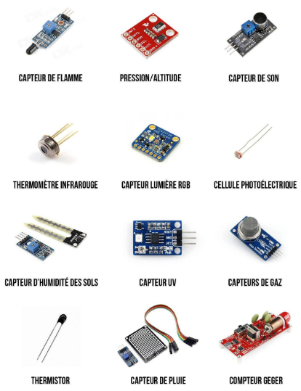 CAPTEUR DE FLAMME
PRESSION/ALTITUDE
CAPTEUR DE SON
THERMOMÈTRE INFRAROUGE
CAPTEUR LUMIÈRE RGB
CELLULE PHOTOÉLECTRIQUE
CAPTEUR D'HUMIDITÉ DES SOLS
CAPTEUR UV
CAPTEURS DE GAZ
THERMISTOR
CAPTEUR DE PLUIE
COMPTEUR GEGER